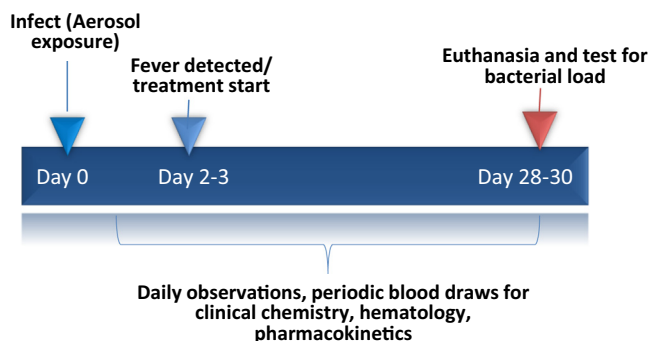 Infect (Aerosol
exposure)
Fever detected/
treatment start
Euthanasia and test for
bacterial load
Day 0
Day 2-3
Day 28-30
Daily observations, periodic blood draws for
clinical chemistry, hematology,
pharmacokinetics